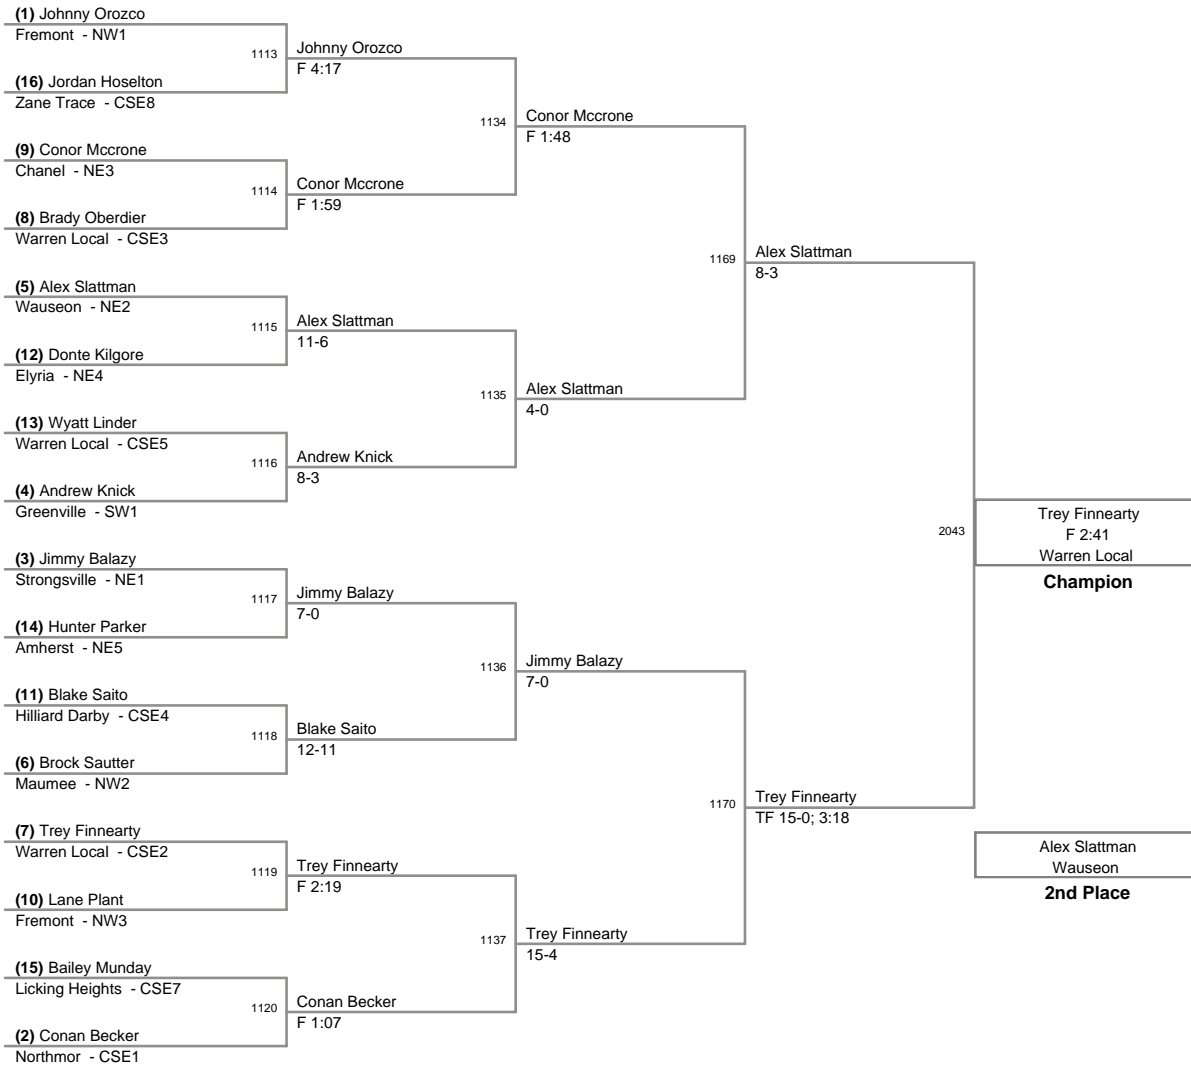 (1) Johnny Orozco
Fremont - NW1
1113
Johnny Orozco
F 4:17
(16) Jordan Hoselton
Zane Trace - CSE8
1134
Conor Mccrone
F 1:48
(9) Conor Mccrone
Chanel - NE3
1114
Conor Mccrone
F 1:59
(8) Brady Oberdier
Warren Local - CSE3
1169
Alex Slattman
8-3
(5) Alex Slattman
Wauseon - NE2
1115
Alex Slattman
11-6
(12) Donte Kilgore
Elyria - NE4
1135
Alex Slattman
4-0
(13) Wyatt Linder
Warren Local - CSE5
1116
Andrew Knick
8-3
(4) Andrew Knick
Greenville - SW1
2043
Trey Finnearty
F 2:41
Warren Local
Champion
(3) Jimmy Balazy
Strongsville - NE1
1117
Jimmy Balazy
7-0
(14) Hunter Parker
Amherst - NE5
1136
Jimmy Balazy
7-0
(11) Blake Saito
Hilliard Darby - CSE4
1118
Blake Saito
12-11
(6) Brock Sautter
Maumee - NW2
1170
Trey Finnearty
TF 15-0; 3:18
(7) Trey Finnearty
Warren Local - CSE2
1119
Trey Finnearty
F 2:19
(10) Lane Plant
Fremont - NW3
Alex Slattman
Wauseon
2nd Place
1137
Trey Finnearty
15-4
(15) Bailey Munday
Licking Heights - CSE7
1120
Conan Becker
F 1:07
(2) Conan Becker
Northmor - CSE1